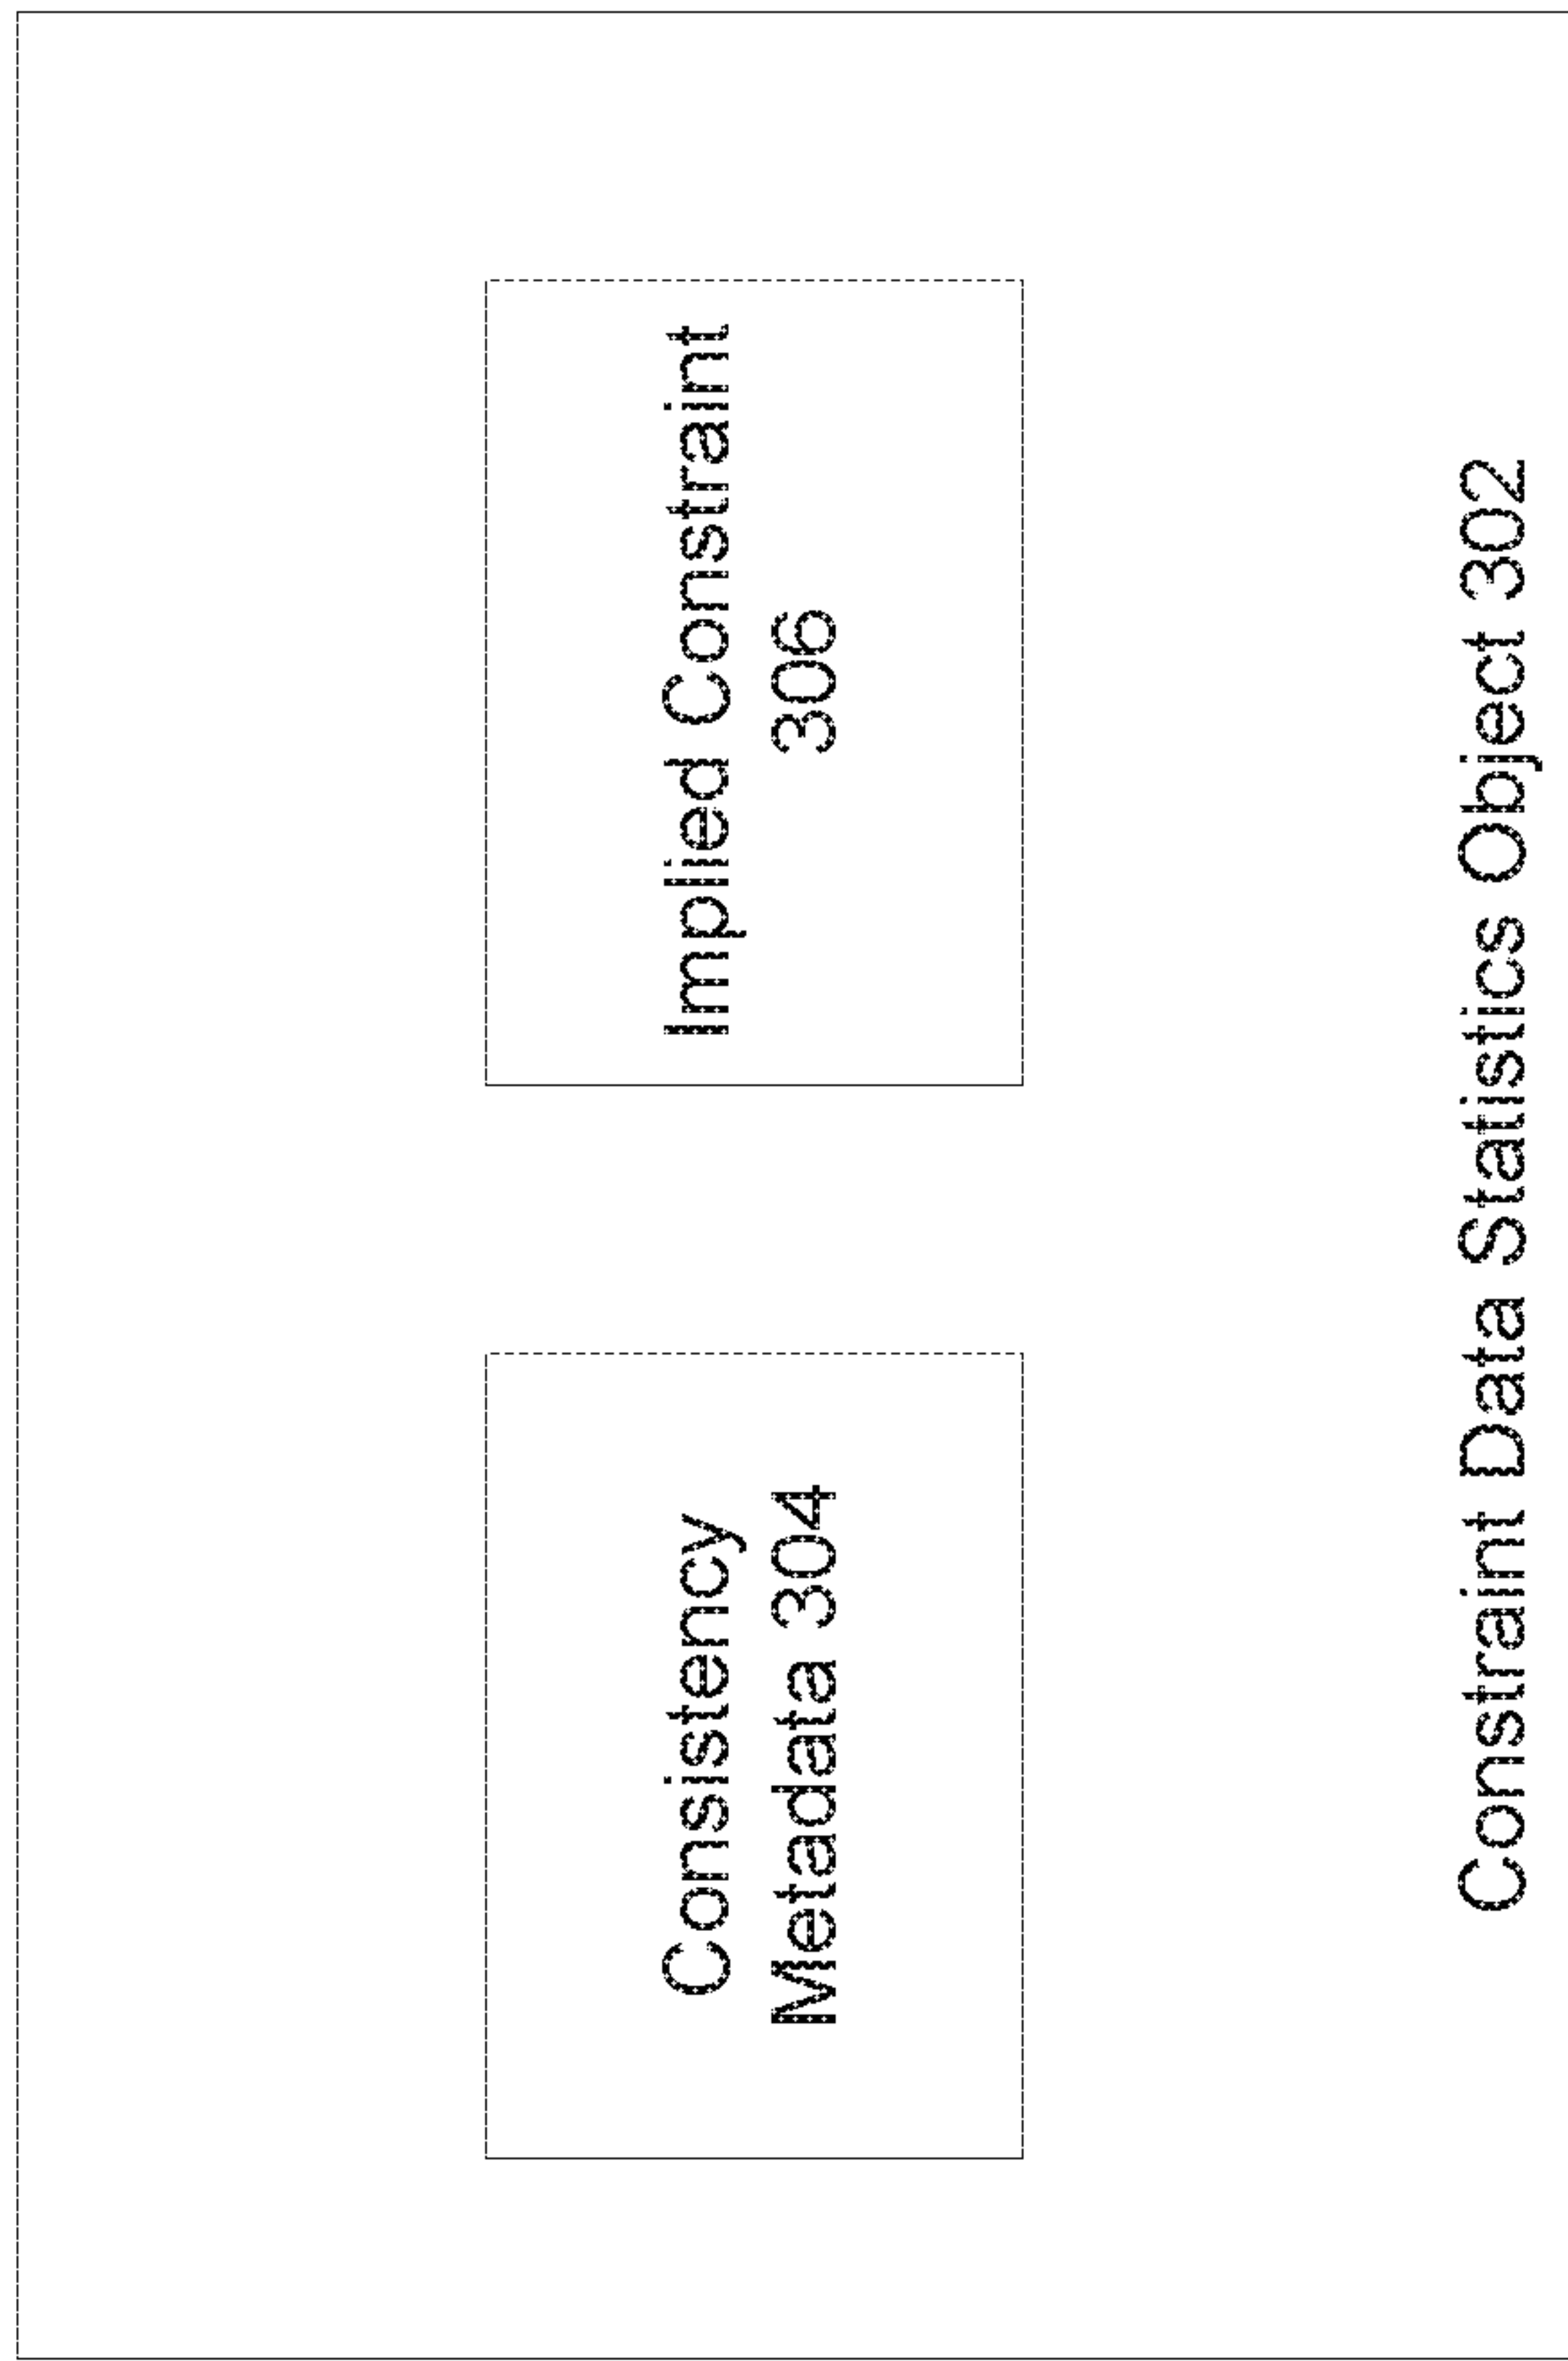 Consistency
Metadata 304
Implied Constraint
306
Constraint Data Statistics Object 302